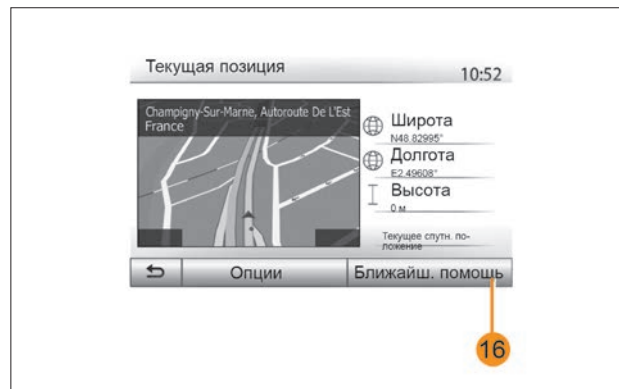 Текущая позиция
10:52
Champigny-Sur-Marne, Autoroute De L'Est
France
Широта
N48.82995°
Долгота
E2.49608°
Высота
0 м
Текущее спутн. по-
ложение
Опции
Ближайш. помощь
16